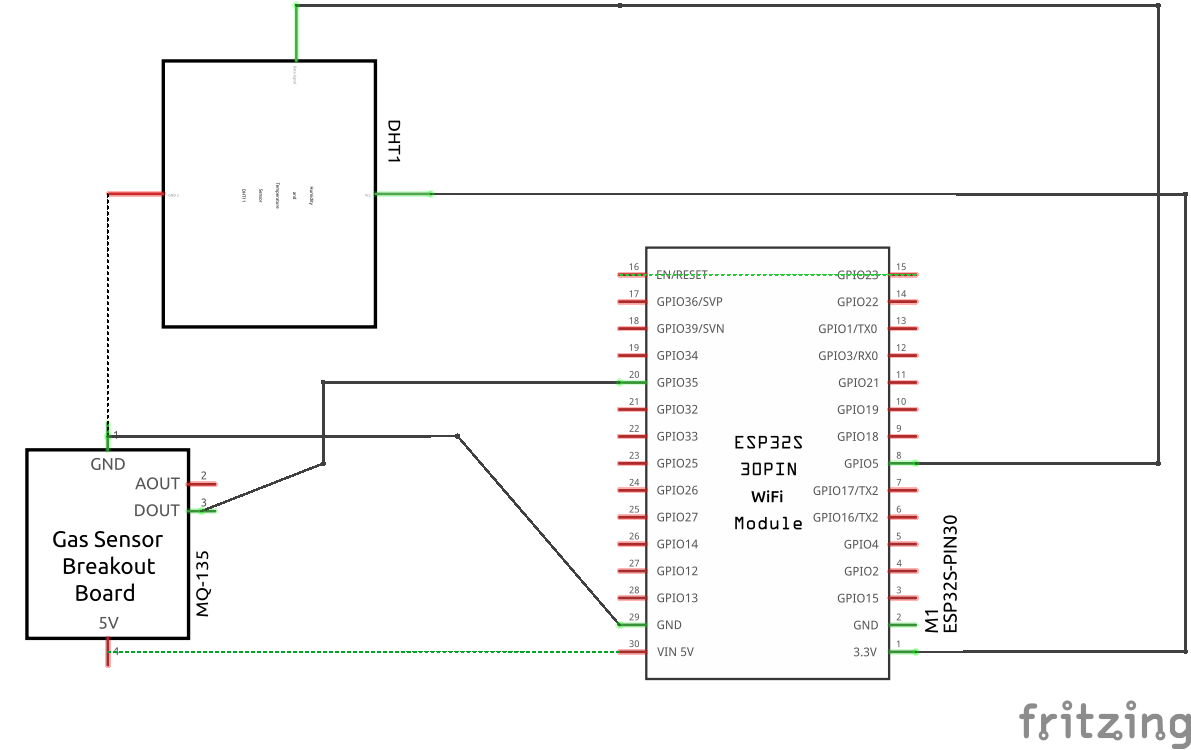 DHT1
Humidity
and
Temperature
Sensor
DHT11
16 EN/RESET
17 GPIO36/SVP
18 GPIO39/SVN
19 GPIO34
20 GPIO35
21 GPIO32
22 GPIO33
23 GPIO25
24 GPIO26
25 GPIO27
26 GPIO14
27 GPIO12
28 GPIO13
29 GND
30 VIN 5V
ESP32S
30PIN
WiFi
Module
GPIO23 15
GPIO22 14
GPIO1/TX0 13
GPIO3/RX0 12
GPIO21 11
GPIO19 10
GPIO18 9
GPIO5 8
GPIO17/TX2 7
GPIO16/TX2 6
GPIO4 5
GPIO2 4
GPIO15 3
GND 2
3.3V 1
M1
ESP32S-PIN30
1
GND
AOUT 2
DOUT 3
Gas Sensor
Breakout
Board
5V
4
MQ-135
fritzing